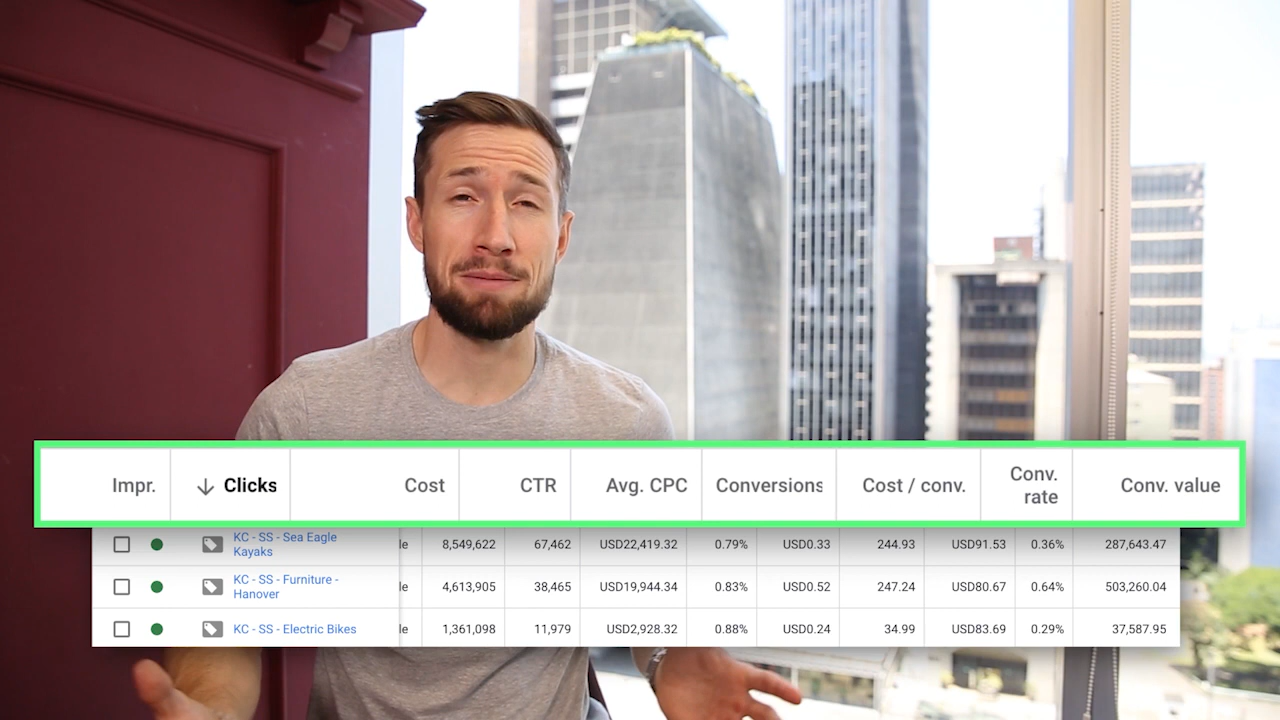 Impr. Clicks Cost CTR Avg. CPC Conversions Cost / conv. Conv. rate Conv. value
KC - SS - Sea Eagle Kayaks le 8,549,622 67,462 USD22,419.32 0.79% USD0.33 244.93 USD91.53 0.36% 287,643.47
KC - SS - Furniture - Hanover le 4,613,905 38,465 USD19,944.34 0.83% USD0.52 247.24 USD80.67 0.64% 503,260.04
KC - SS - Electric Bikes le 1,361,098 11,979 USD2,928.32 0.88% USD0.24 34.99 USD83.69 0.29% 37,587.95